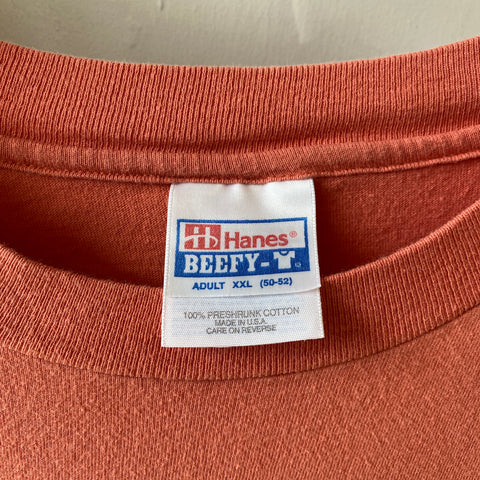 Hanes®
BEEFY-T
ADULT XXL (50-52)
100% PRESHRUNK COTTON
MADE IN U.S.A.
CARE ON REVERSE